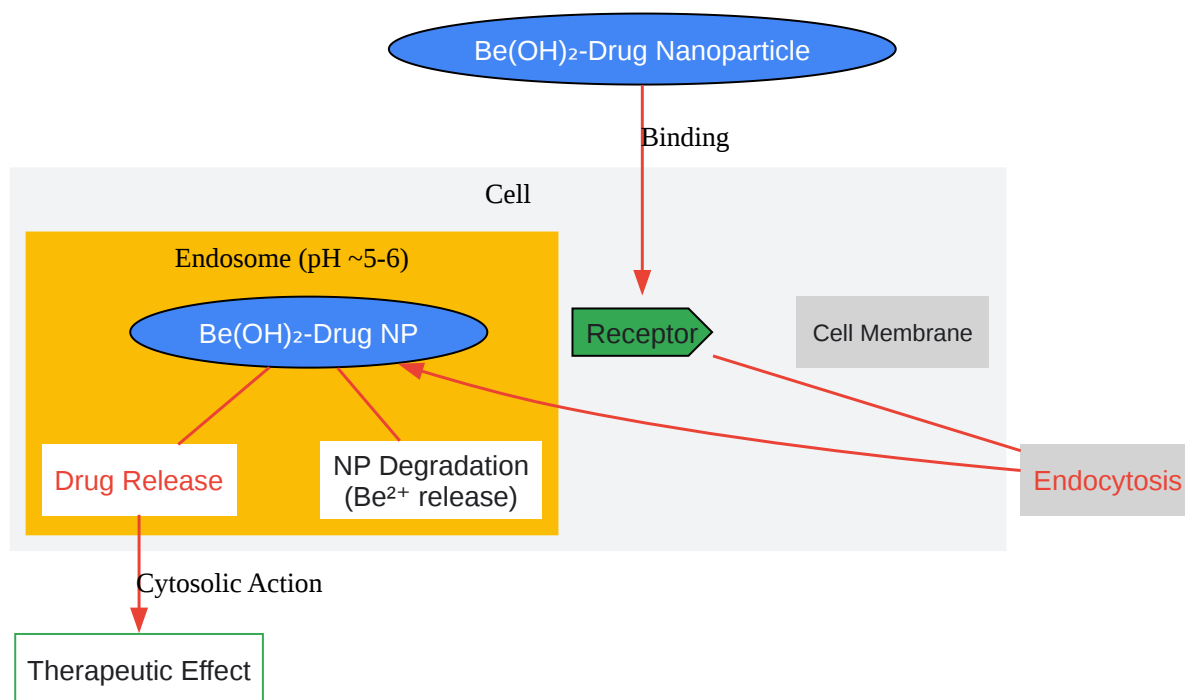 Be(OH)₂-Drug Nanoparticle
Binding
Cell
Endosome (pH ~5-6)
Be(OH)₂-Drug NP
Receptor
Cell Membrane
Drug Release
NP Degradation
(Be²⁺ release)
Endocytosis
Cytosolic Action
Therapeutic Effect